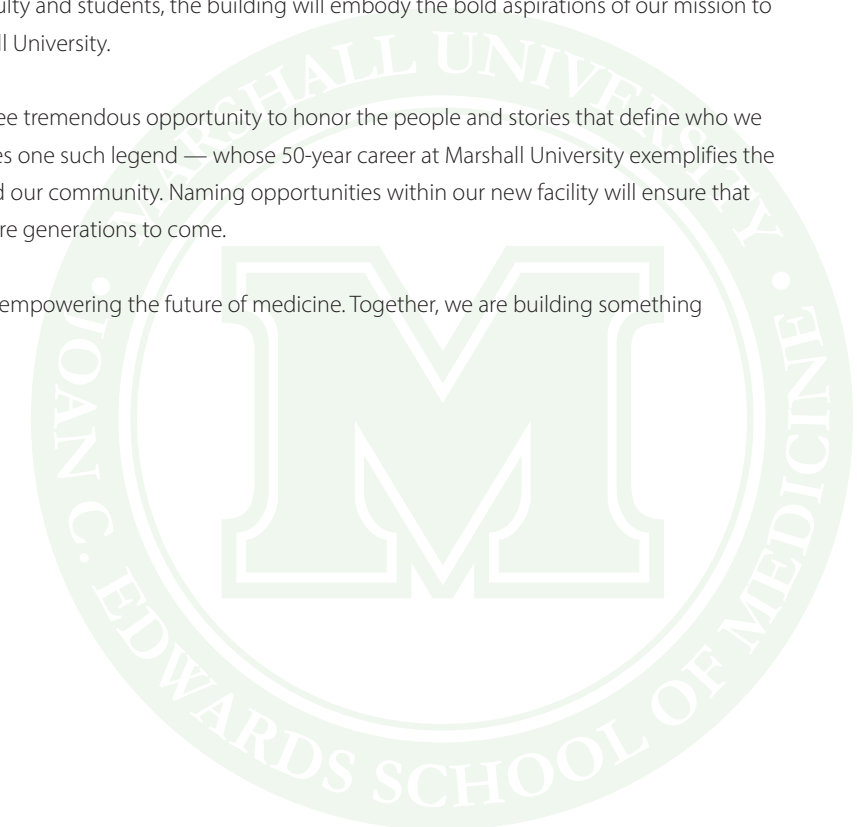 ulty and students, the building will embody the bold aspirations of our mission to
ll University.
ee tremendous opportunity to honor the people and stories that define who we
es one such legend — whose 50-year career at Marshall University exemplifies the
d our community. Naming opportunities within our new facility will ensure that
re generations to come.
empowering the future of medicine. Together, we are building something
MARSHALL UNIVERSITY
• JOAN C. EDWARDS SCHOOL OF MEDICINE •
M